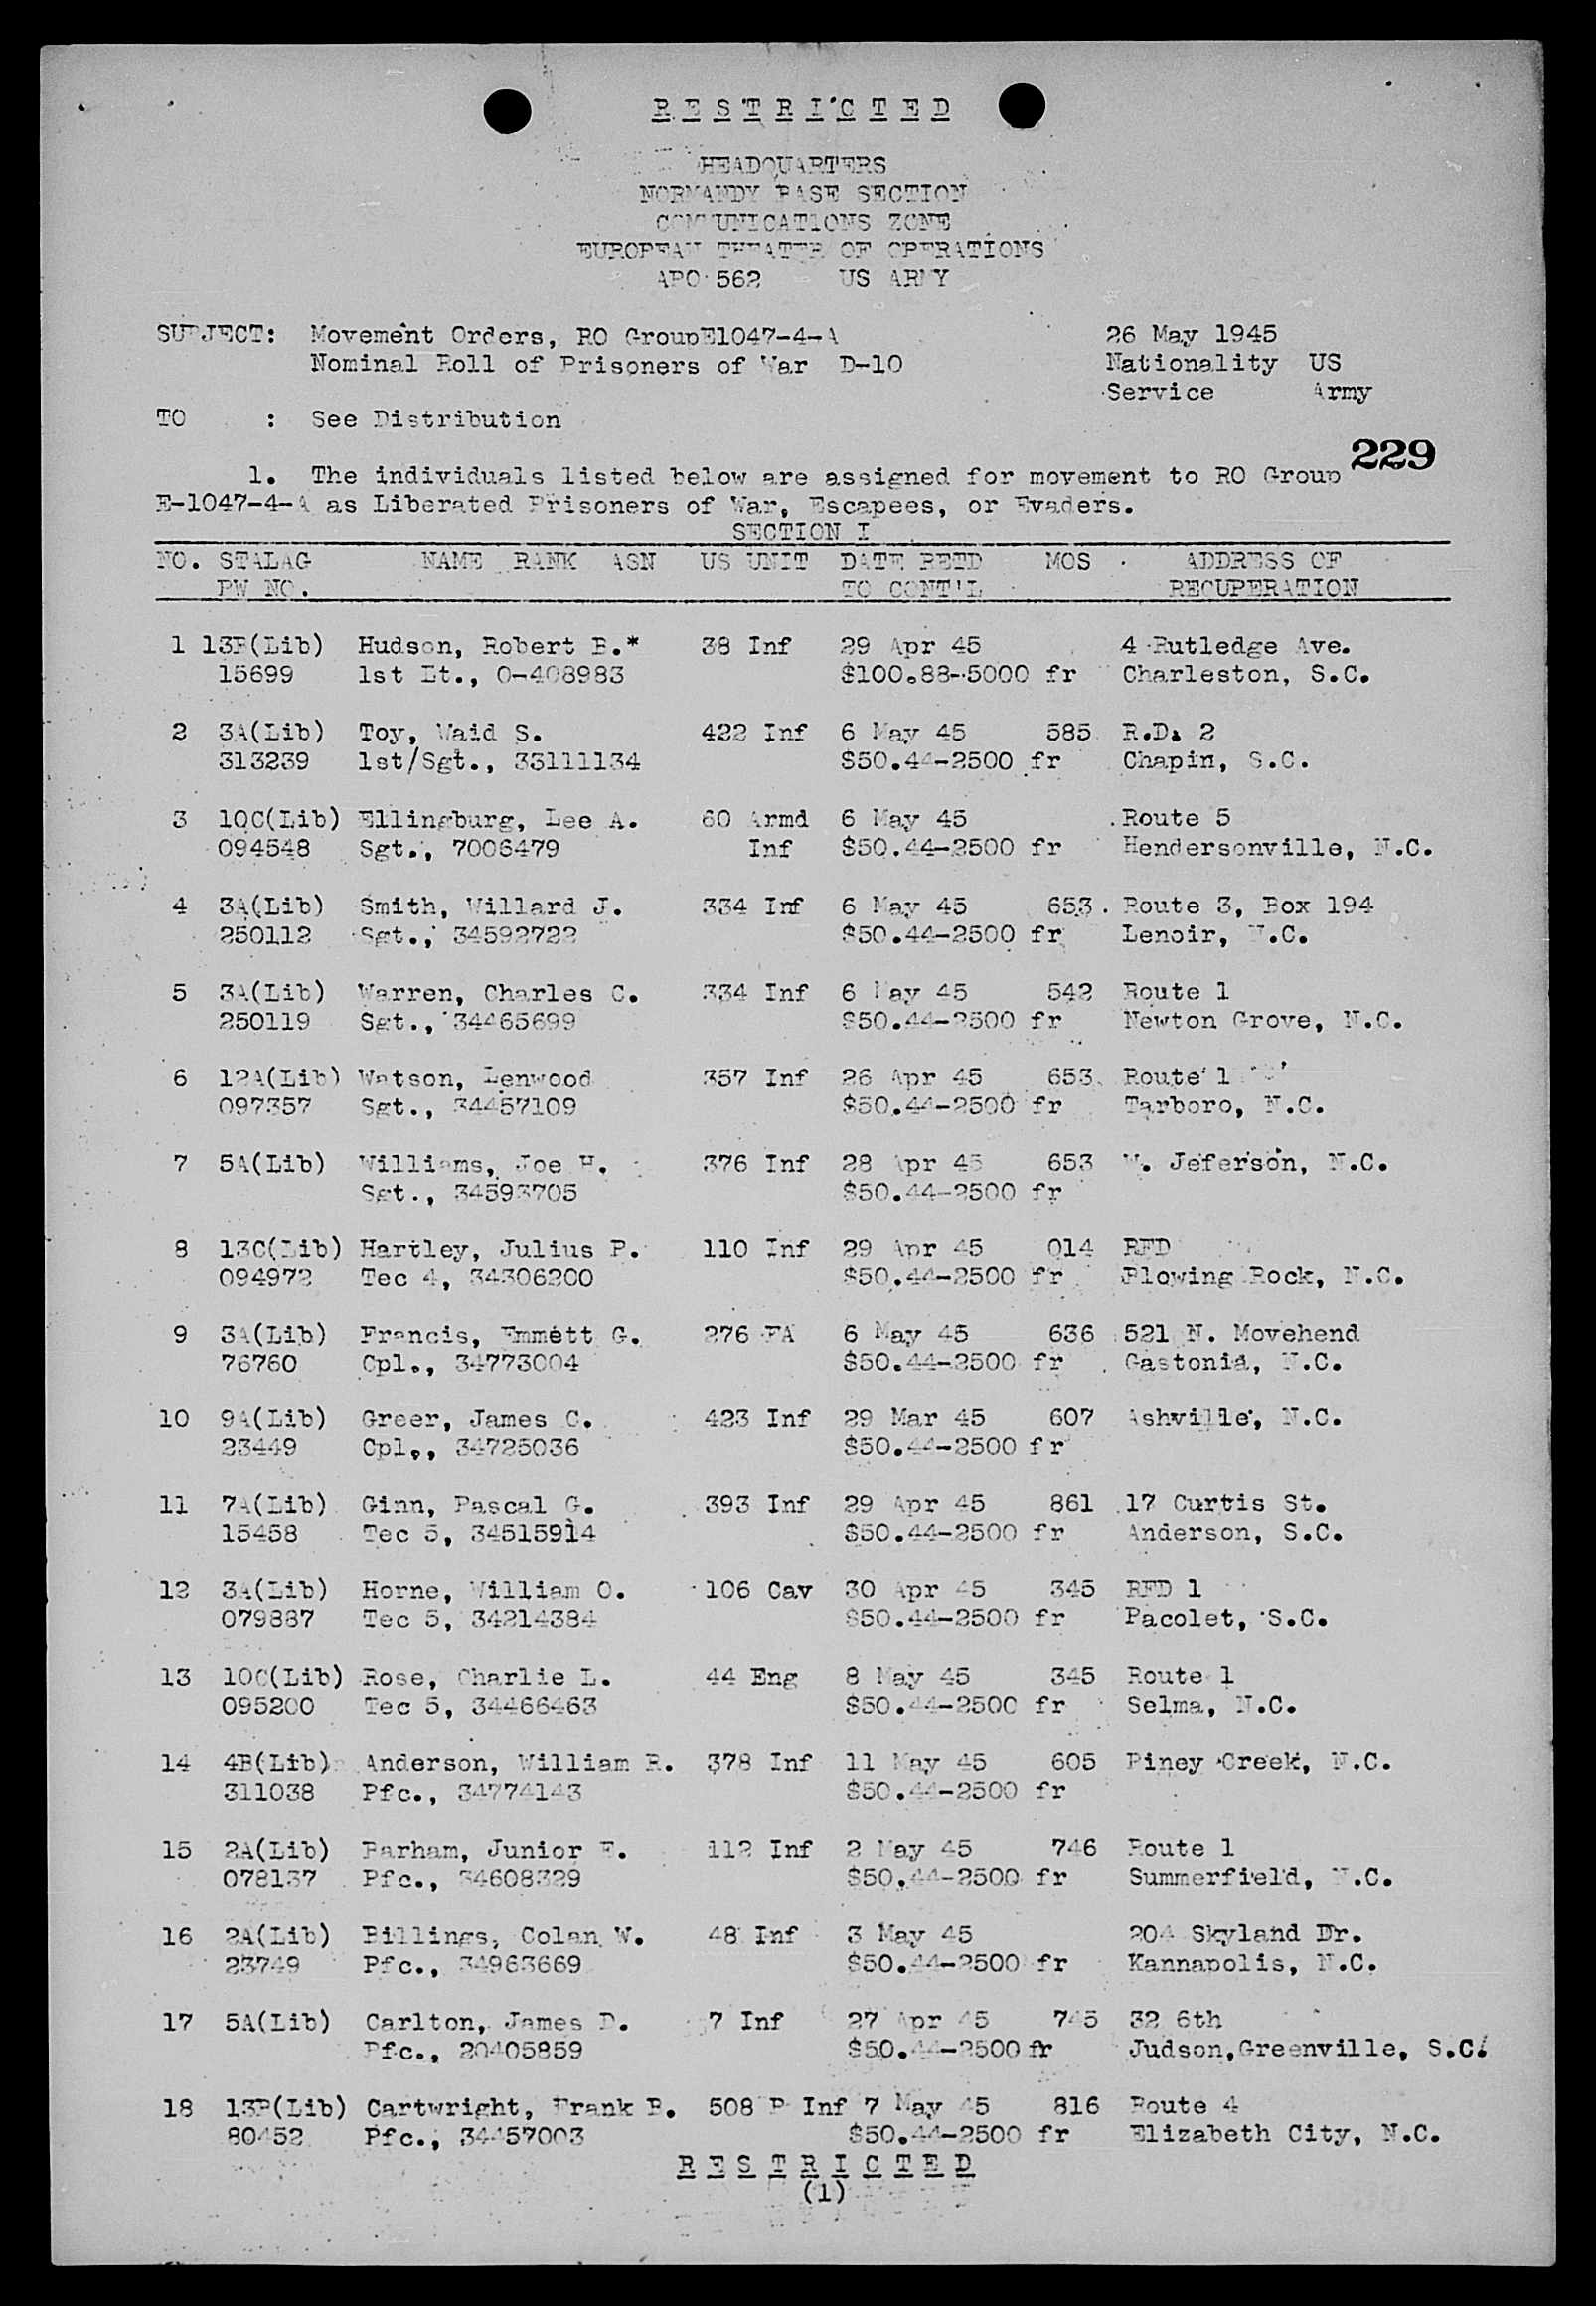 RESTRICTED
HEADQUARTERS
NORMANDY BASE SECTION
COMMUNICATIONS ZONE
EUROPEAN THEATER OF OPERATIONS
APO 562 US ARMY
SUBJECT: Movement Orders, RO GroupE1047-4-A 26 May 1945
Nominal Roll of Prisoners of War D-10 Nationality US
Service Army
TO : See Distribution
229
1. The individuals listed below are assigned for movement to RO Group
E-1047-4-A as Liberated Prisoners of War, Escapees, or Evaders.
SECTION I
NO. STALAG NAME RANK ASN US UNIT DATE RETD MOS ADDRESS OF
PW NO. TO CONT'L RECUPERATION
1 13B(Lib) Hudson, Robert B.* 38 Inf 29 Apr 45 4 Rutledge Ave.
15699 1st Lt., O-408983 $100.88-5000 fr Charleston, S.C.
2 3A(Lib) Toy, Waid S. 422 Inf 6 May 45 585 R.D. 2
313239 1st/Sgt., 33111134 $50.44-2500 fr Chapin, S.C.
3 10C(Lib) Ellingburg, Lee A. 60 Armd 6 May 45 Route 5
094548 Sgt., 7006479 Inf $50.44-2500 fr Hendersonville, N.C.
4 3A(Lib) Smith, Willard J. 334 Inf 6 May 45 653 Route 3, Box 194
250112 Sgt., 34592722 $50.44-2500 fr Lenoir, N.C.
5 3A(Lib) Warren, Charles C. 334 Inf 6 May 45 542 Route 1
250119 Sgt., 34465699 $50.44-2500 fr Newton Grove, N.C.
6 12A(Lib) Watson, Lenwood 357 Inf 26 Apr 45 653 Route 1
097357 Sgt., 34457109 $50.44-2500 fr Tarboro, N.C.
7 5A(Lib) Williams, Joe H. 376 Inf 28 Apr 45 653 W. Jeferson, N.C.
Sgt., 34593705 $50.44-2500 fr
8 13C(Lib) Hartley, Julius P. 110 Inf 29 Apr 45 014 RFD
094972 Tec 4, 34306200 $50.44-2500 fr Blowing Rock, N.C.
9 3A(Lib) Francis, Emmett G. 276 FA 6 May 45 636 521 N. Movehend
76760 Cpl., 34773004 $50.44-2500 fr Gastonia, N.C.
10 9A(Lib) Greer, James C. 423 Inf 29 Mar 45 607 Ashville, N.C.
23449 Cpl., 34725036 $50.44-2500 fr
11 7A(Lib) Ginn, Pascal G. 393 Inf 29 Apr 45 861 17 Curtis St.
15458 Tec 5, 34515914 $50.44-2500 fr Anderson, S.C.
12 3A(Lib) Horne, William O. 106 Cav 30 Apr 45 345 RFD 1
079887 Tec 5, 34214384 $50.44-2500 fr Pacolet, S.C.
13 10C(Lib) Rose, Charlie L. 44 Eng 8 May 45 345 Route 1
095200 Tec 5, 34466463 $50.44-2500 fr Selma, N.C.
14 4B(Lib) Anderson, William R. 378 Inf 11 May 45 605 Piney Creek, N.C.
311038 Pfc., 34774143 $50.44-2500 fr
15 2A(Lib) Barham, Junior E. 112 Inf 2 May 45 746 Route 1
078137 Pfc., 34608329 $50.44-2500 fr Summerfield, N.C.
16 2A(Lib) Billings, Colan W. 48 Inf 3 May 45 204 Skyland Dr.
23749 Pfc., 34963669 $50.44-2500 fr Kannapolis, N.C.
17 5A(Lib) Carlton, James D. 7 Inf 27 Apr 45 745 32 6th
Pfc., 20405859 $50.44-2500 fr Judson,Greenville, S.C.
18 13B(Lib) Cartwright, Frank B. 508 P Inf 7 May 45 816 Route 4
80452 Pfc., 34457003 $50.44-2500 fr Elizabeth City, N.C.
RESTRICTED
(1)